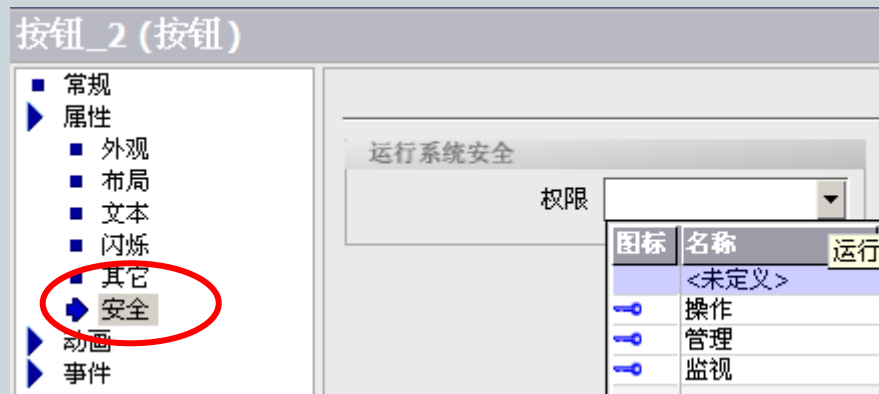 按钮_2 (按钮)
常规
属性
外观
布局
文本
闪烁
其它
安全
动画
事件
运行系统安全
权限
图标 名称
运行
<未定义>
操作
管理
监视